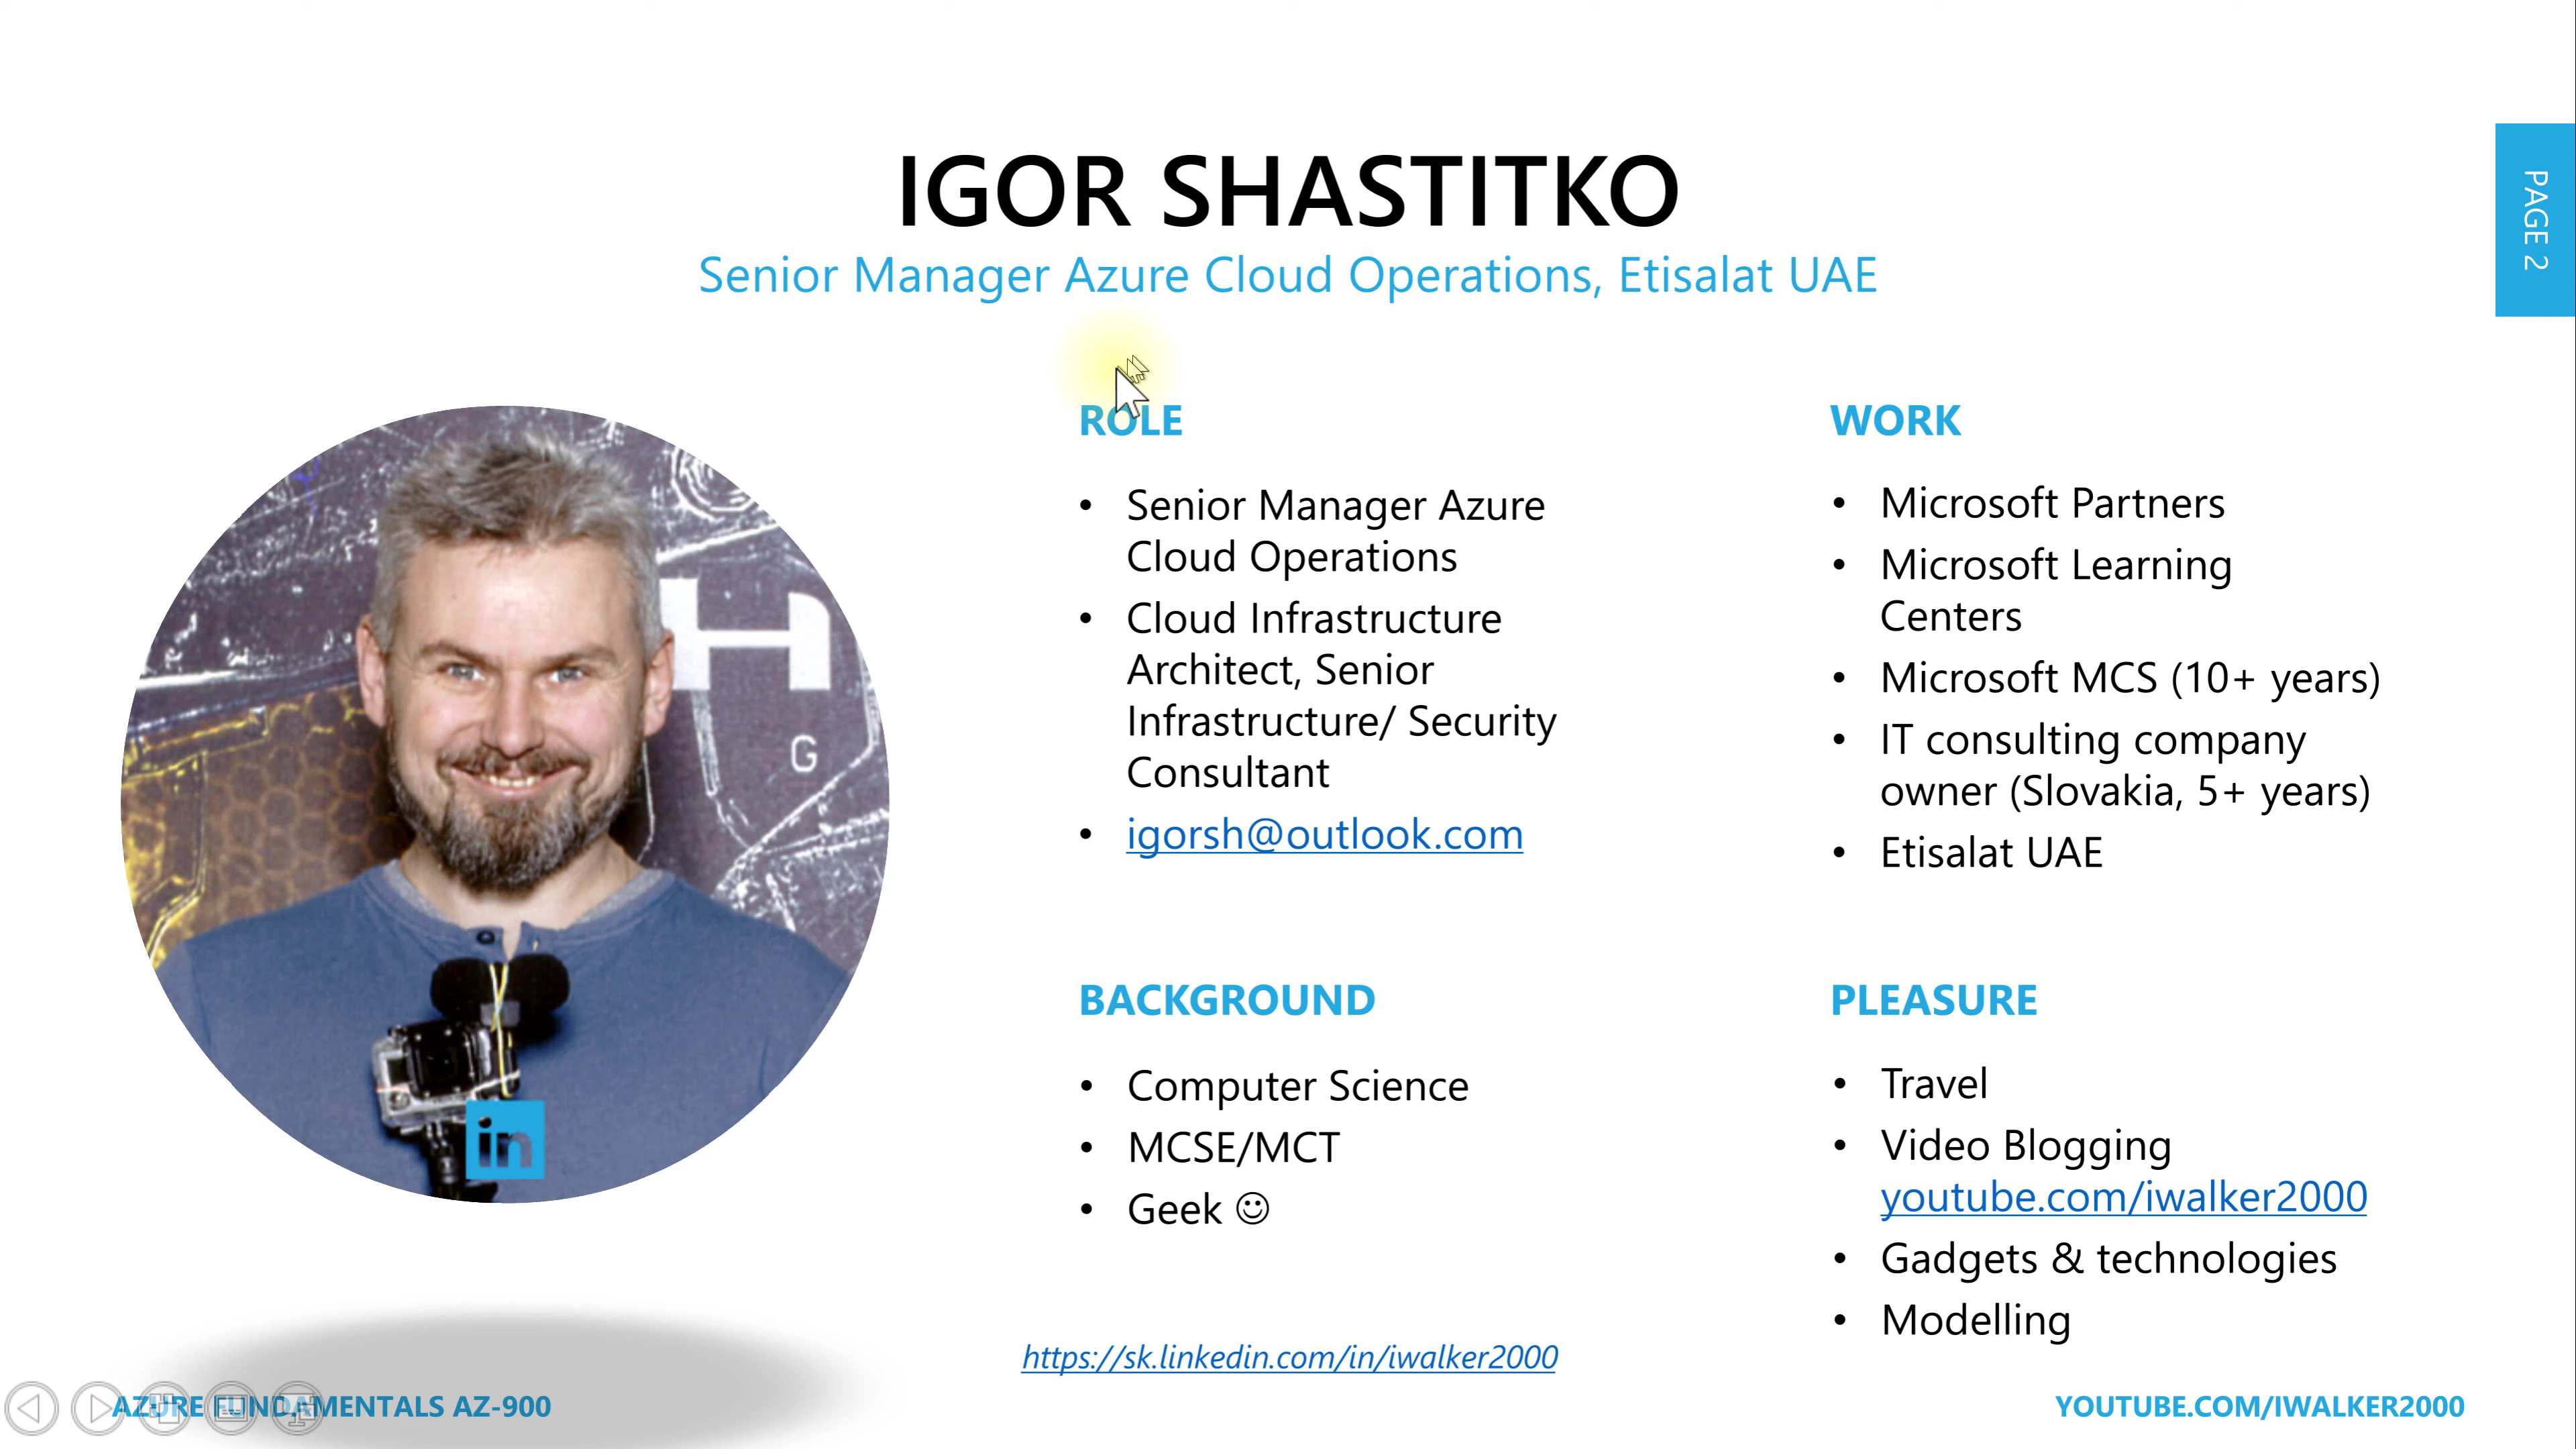 IGOR SHASTITKO
Senior Manager Azure Cloud Operations, Etisalat UAE
PAGE 2
ROLE
• Senior Manager Azure
Cloud Operations
• Cloud Infrastructure
Architect, Senior
Infrastructure/ Security
Consultant
• igorsh@outlook.com
WORK
• Microsoft Partners
• Microsoft Learning
Centers
• Microsoft MCS (10+ years)
• IT consulting company
owner (Slovakia, 5+ years)
• Etisalat UAE
BACKGROUND
• Computer Science
• MCSE/MCT
• Geek ☺
PLEASURE
• Travel
• Video Blogging
youtube.com/iwalker2000
• Gadgets & technologies
• Modelling
H
G
in
https://sk.linkedin.com/in/iwalker2000
AZURE FUNDAMENTALS AZ-900
YOUTUBE.COM/IWALKER2000